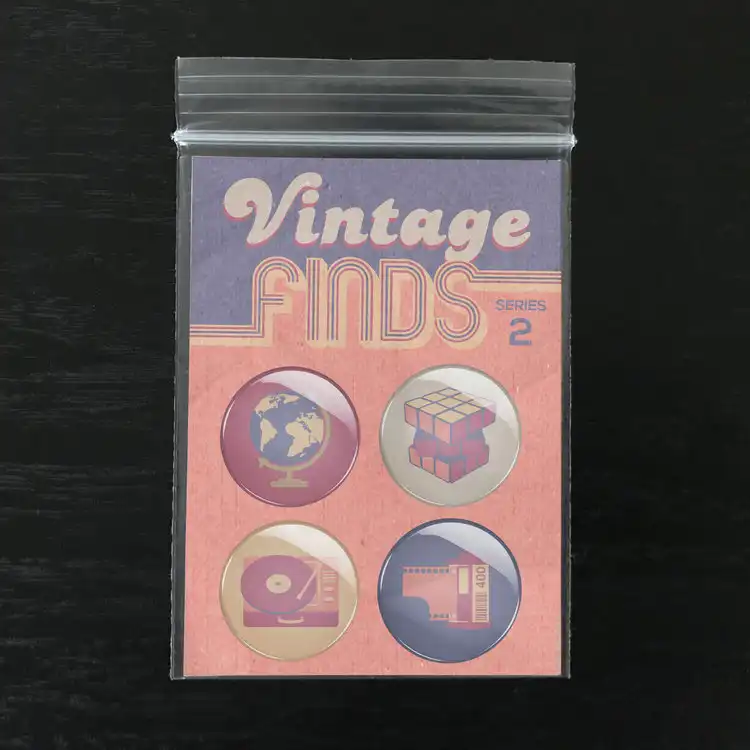 Vintage
FINDS
SERIES
2
400